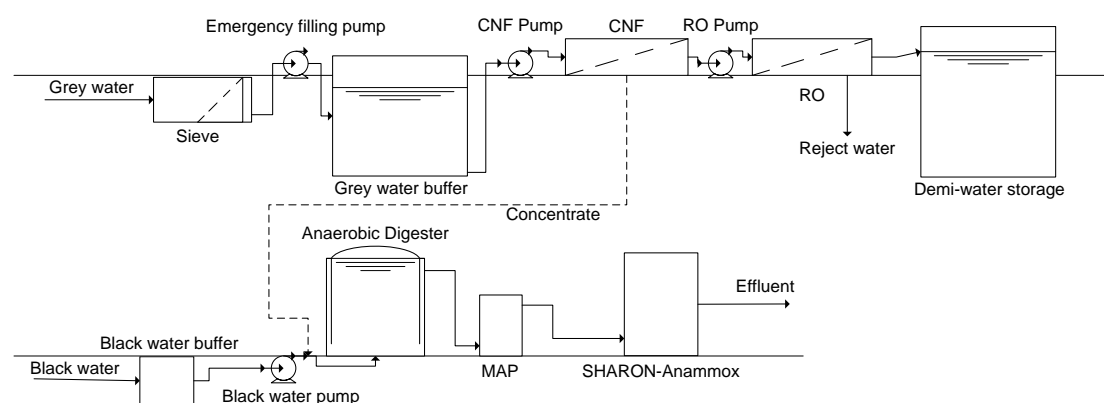 Emergency filling pump
CNF Pump
CNF
RO Pump
Grey water
Sieve
Grey water buffer
RO
Reject water
Demi-water storage
Concentrate
Anaerobic Digester
Effluent
Black water buffer
Black water
Black water pump
MAP
SHARON-Anammox